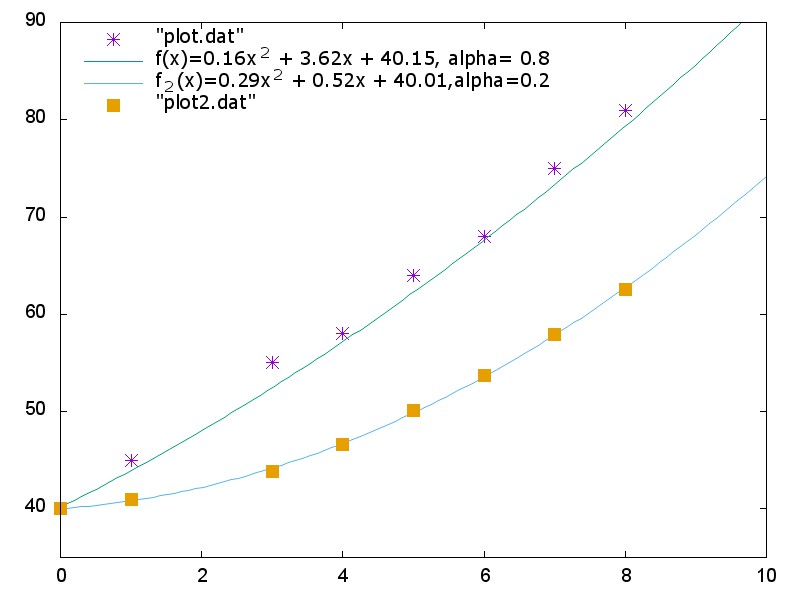 "plot.dat"
f(x)=0.16x² + 3.62x + 40.15, alpha= 0.8
f₂(x)=0.29x² + 0.52x + 40.01,alpha=0.2
"plot2.dat"
90
80
70
60
50
40
0 2 4 6 8 10